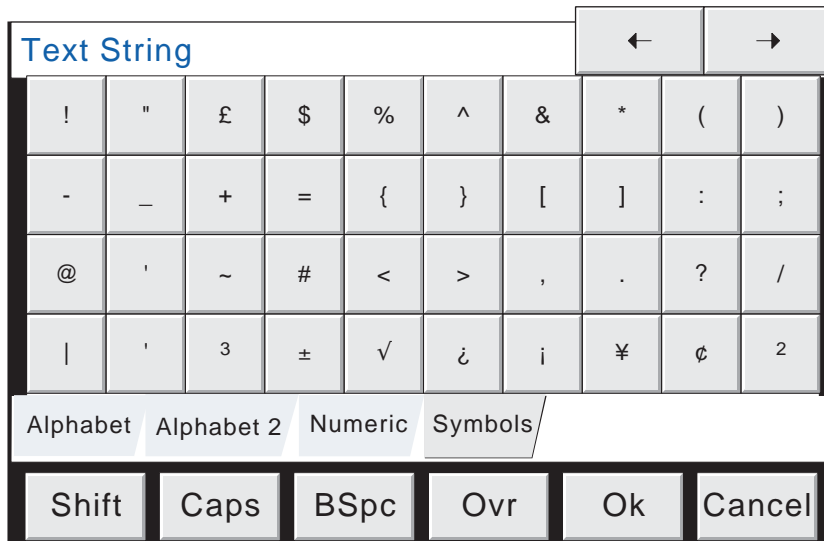 Text String ← →
! " £ $ % ^ & * ( )
- _ + = { } [ ] : ;
@ ' ~ # < > , . ? /
| ' ³ ± √ ¿ ¡ ¥ ¢ ²
Alphabet Alphabet 2 Numeric Symbols
Shift Caps BSpc Ovr Ok Cancel